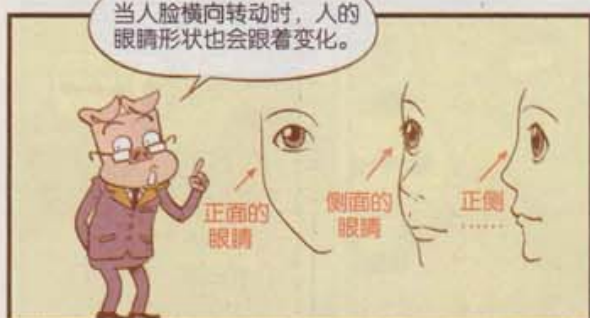 当人脸横向转动时，人的
眼睛形状也会跟着变化。
正面的
眼睛
侧面的
眼睛
正侧
……